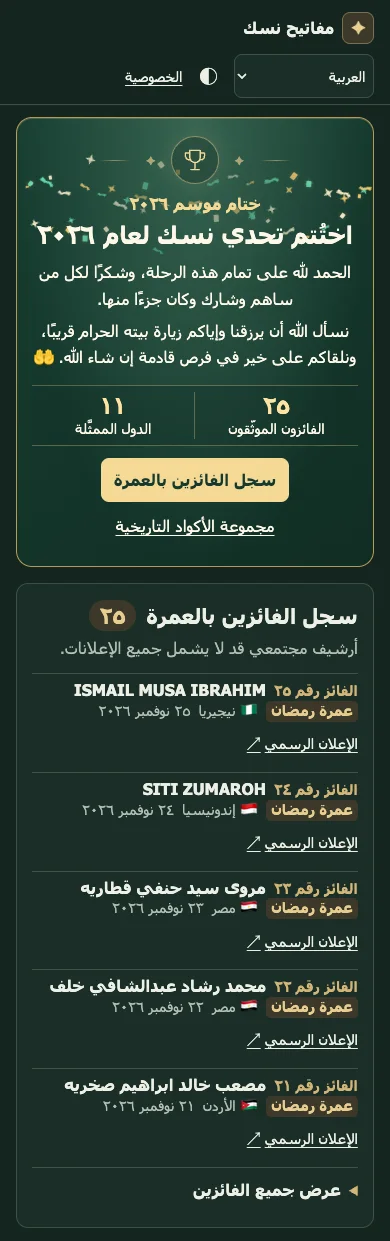 مفاتيح نسك
العربية
الخصوصية
ختام موسم ٢٠٢٦
اختُتم تحدي نسك لعام ٢٠٢٦
الحمد لله على تمام هذه الرحلة، وشكرًا لكل من
ساهم وشارك وكان جزءًا منها.
نسأل الله أن يرزقنا وإياكم زيارة بيته الحرام قريبًا،
ونلقاكم على خير في فرص قادمة إن شاء الله. 🤲
٢٥
الفائزون الموثّقون
١١
الدول الممثَّلة
سجل الفائزين بالعمرة
مجموعة الأكواد التاريخية
سجل الفائزين بالعمرة ٢٥
أرشيف مجتمعي قد لا يشمل جميع الإعلانات.
الفائز رقم ٢٥ ISMAIL MUSA IBRAHIM
عمرة رمضان 🇳🇬 نيجيريا ٢٥ نوفمبر ٢٠٢٦
الإعلان الرسمي ↗
الفائز رقم ٢٤ SITI ZUMAROH
عمرة رمضان 🇮🇩 إندونيسيا ٢٤ نوفمبر ٢٠٢٦
الإعلان الرسمي ↗
الفائز رقم ٢٣ مروى سيد حنفي قطاريه
عمرة رمضان 🇪🇬 مصر ٢٣ نوفمبر ٢٠٢٦
الإعلان الرسمي ↗
الفائز رقم ٢٢ محمد رشاد عبدالشافي خلف
عمرة رمضان 🇪🇬 مصر ٢٢ نوفمبر ٢٠٢٦
الإعلان الرسمي ↗
الفائز رقم ٢١ مصعب خالد ابراهيم صخريه
عمرة رمضان 🇯🇴 الأردن ٢١ نوفمبر ٢٠٢٦
الإعلان الرسمي ↗
عرض جميع الفائزين